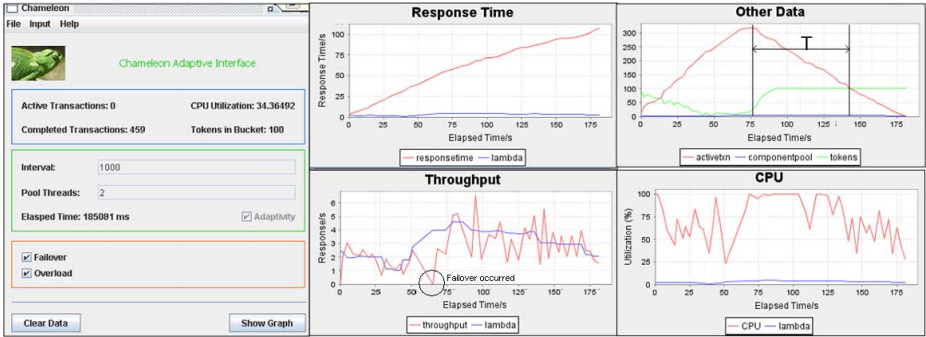 Chameleon
File Input Help
Chameleon Adaptive Interface
Active Transactions: 0 CPU Utilization: 34.36492
Completed Transactions: 459 Tokens in Bucket: 100
Interval: 1000
Pool Threads: 2
Elasped Time: 185081 ms Adaptivity
Failover
Overload
Clear Data Show Graph
Response Time
Response Time/s
100
75
50
25
0
0 25 50 75 100 125 150 175
Elapsed Time/s
responsetime lambda
Other Data
300
250
200
150
100
50
0
T
0 25 50 75 100 125 150 175
Elapsed Time/s
activetxn componentpool tokens
Throughput
Response/s
6
5
4
3
2
1
0
Failover occurred
0 25 50 75 100 125 150 175
Elapsed Time/s
throughput lambda
CPU
Utilization (%)
100
75
50
25
0
0 25 50 75 100 125 150 175
Elapsed Time/s
CPU lambda